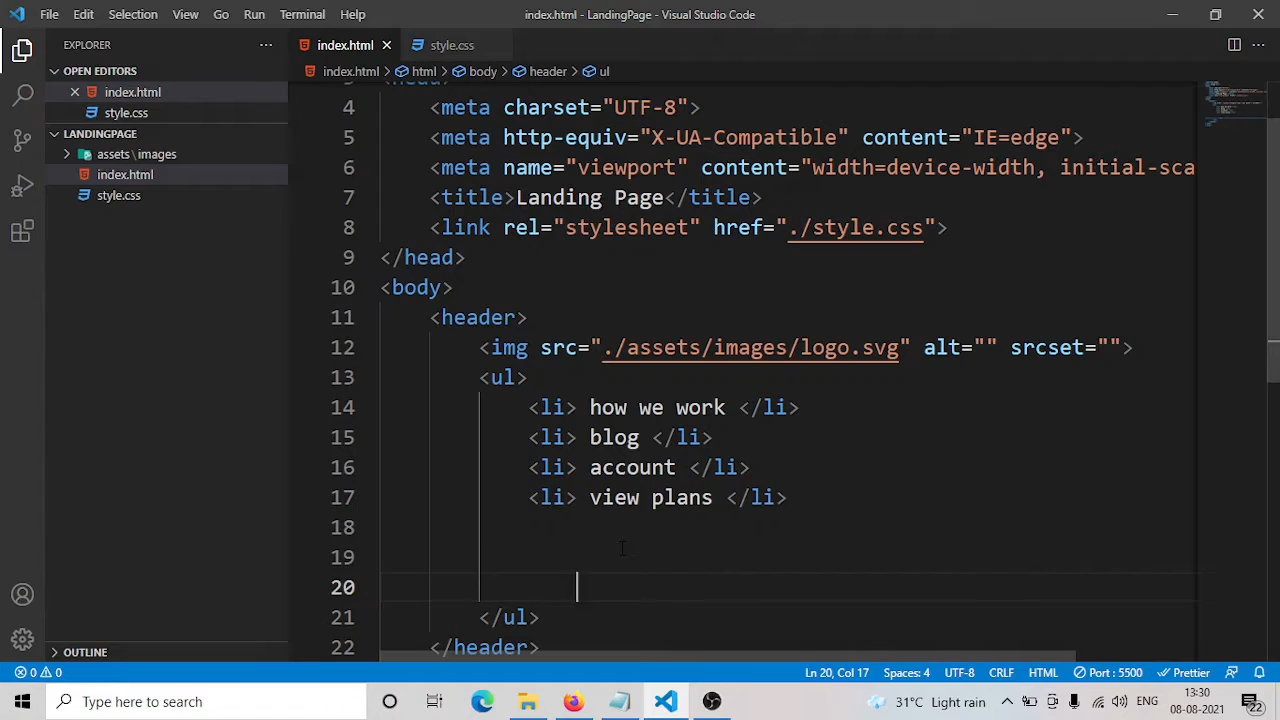 File Edit Selection View Go Run Terminal Help
index.html - LandingPage - Visual Studio Code
EXPLORER
OPEN EDITORS
index.html
style.css
LANDINGPAGE
assets \ images
index.html
style.css
OUTLINE
index.html
style.css
index.html > html > body > header > ul
4 <meta charset="UTF-8">
5 <meta http-equiv="X-UA-Compatible" content="IE=edge">
6 <meta name="viewport" content="width=device-width, initial-sca
7 <title>Landing Page</title>
8 <link rel="stylesheet" href="./style.css">
9 </head>
10 <body>
11 <header>
12 <img src="./assets/images/logo.svg" alt="" srcset="">
13 <ul>
14 <li> how we work </li>
15 <li> blog </li>
16 <li> account </li>
17 <li> view plans </li>
18
19
20
21 </ul>
22 </header>
0 0
Ln 20, Col 17 Spaces: 4 UTF-8 CRLF HTML Port : 5500 Prettier
Type here to search
31°C Light rain
13:30
08-08-2021
22